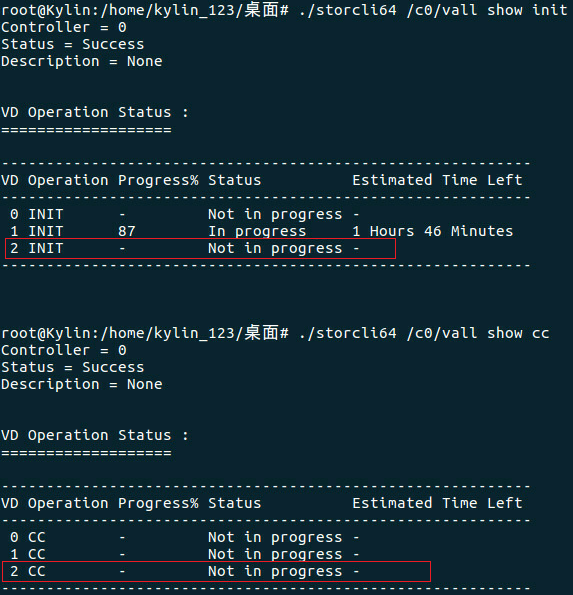 root@Kylin:/home/kylin_123/桌面# ./storcli64 /c0/vall show init
Controller = 0
Status = Success
Description = None
VD Operation Status :
===================
-----------------------------------------------------------
VD Operation Progress% Status          Estimated Time Left
-----------------------------------------------------------
 0 INIT      -         Not in progress -
 1 INIT      87        In progress     1 Hours 46 Minutes
 2 INIT      -         Not in progress -
-----------------------------------------------------------
root@Kylin:/home/kylin_123/桌面# ./storcli64 /c0/vall show cc
Controller = 0
Status = Success
Description = None
VD Operation Status :
===================
-----------------------------------------------------------
VD Operation Progress% Status          Estimated Time Left
-----------------------------------------------------------
 0 CC        -         Not in progress -
 1 CC        -         Not in progress -
 2 CC        -         Not in progress -
-----------------------------------------------------------